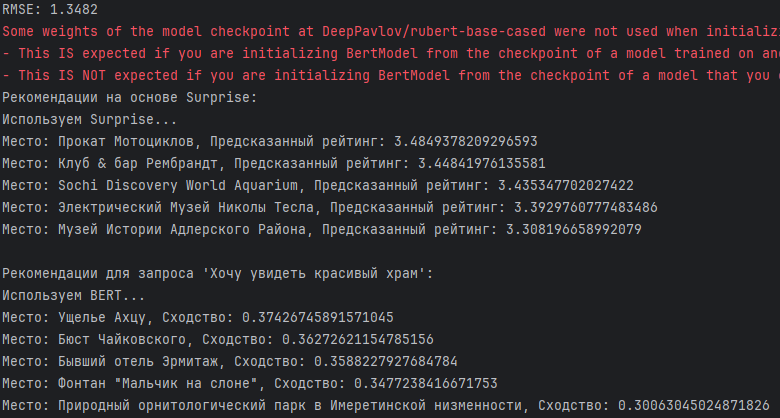 RMSE: 1.3482
Some weights of the model checkpoint at DeepPavlov/rubert-base-cased were not used when initializi
- This IS expected if you are initializing BertModel from the checkpoint of a model trained on ano
- This IS NOT expected if you are initializing BertModel from the checkpoint of a model that you e
Рекомендации на основе Surprise:
Используем Surprise...
Место: Прокат Мотоциклов, Предсказанный рейтинг: 3.4849378209296593
Место: Клуб & бар Рембрандт, Предсказанный рейтинг: 3.44841976135581
Место: Sochi Discovery World Aquarium, Предсказанный рейтинг: 3.435347702027422
Место: Электрический Музей Николы Тесла, Предсказанный рейтинг: 3.3929760777483486
Место: Музей Истории Адлерского Района, Предсказанный рейтинг: 3.308196658992079
Рекомендации для запроса 'Хочу увидеть красивый храм':
Используем BERT...
Место: Ущелье Ахцу, Сходство: 0.37426745891571045
Место: Бюст Чайковского, Сходство: 0.36272621154785156
Место: Бывший отель Эрмитаж, Сходство: 0.3588227927684784
Место: Фонтан "Мальчик на слоне", Сходство: 0.3477238416671753
Место: Природный орнитологический парк в Имеретинской низменности, Сходство: 0.30063045024871826